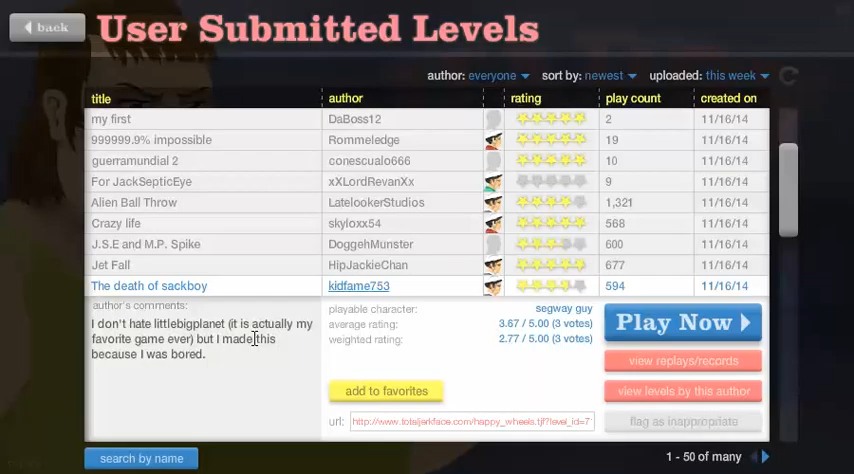 back
User Submitted Levels
author: everyone sort by: newest uploaded: this week
title author rating play count created on
my first DaBoss12 2 11/16/14
999999.9% impossible Rommeledge 19 11/16/14
guerramundial 2 conescualo666 10 11/16/14
For JackSepticEye xXLordRevanXx 9 11/16/14
Alien Ball Throw LatelookerStudios 1,321 11/16/14
Crazy life skyloxx54 568 11/16/14
J.S.E and M.P. Spike DoggehMunster 600 11/16/14
Jet Fall HipJackieChan 677 11/16/14
The death of sackboy kidfame753 594 11/16/14
author's comments:
I don't hate littlebigplanet (it is actually my
favorite game ever) but I made this
because I was bored.
playable character: segway guy
average rating: 3.67 / 5.00 (3 votes)
weighted rating: 2.77 / 5.00 (3 votes)
add to favorites
url: http://www.totaljerkface.com/happy_wheels.tjf?level_id=7
Play Now
view replays/records
view levels by this author
flag as inappropriate
search by name
1 - 50 of many